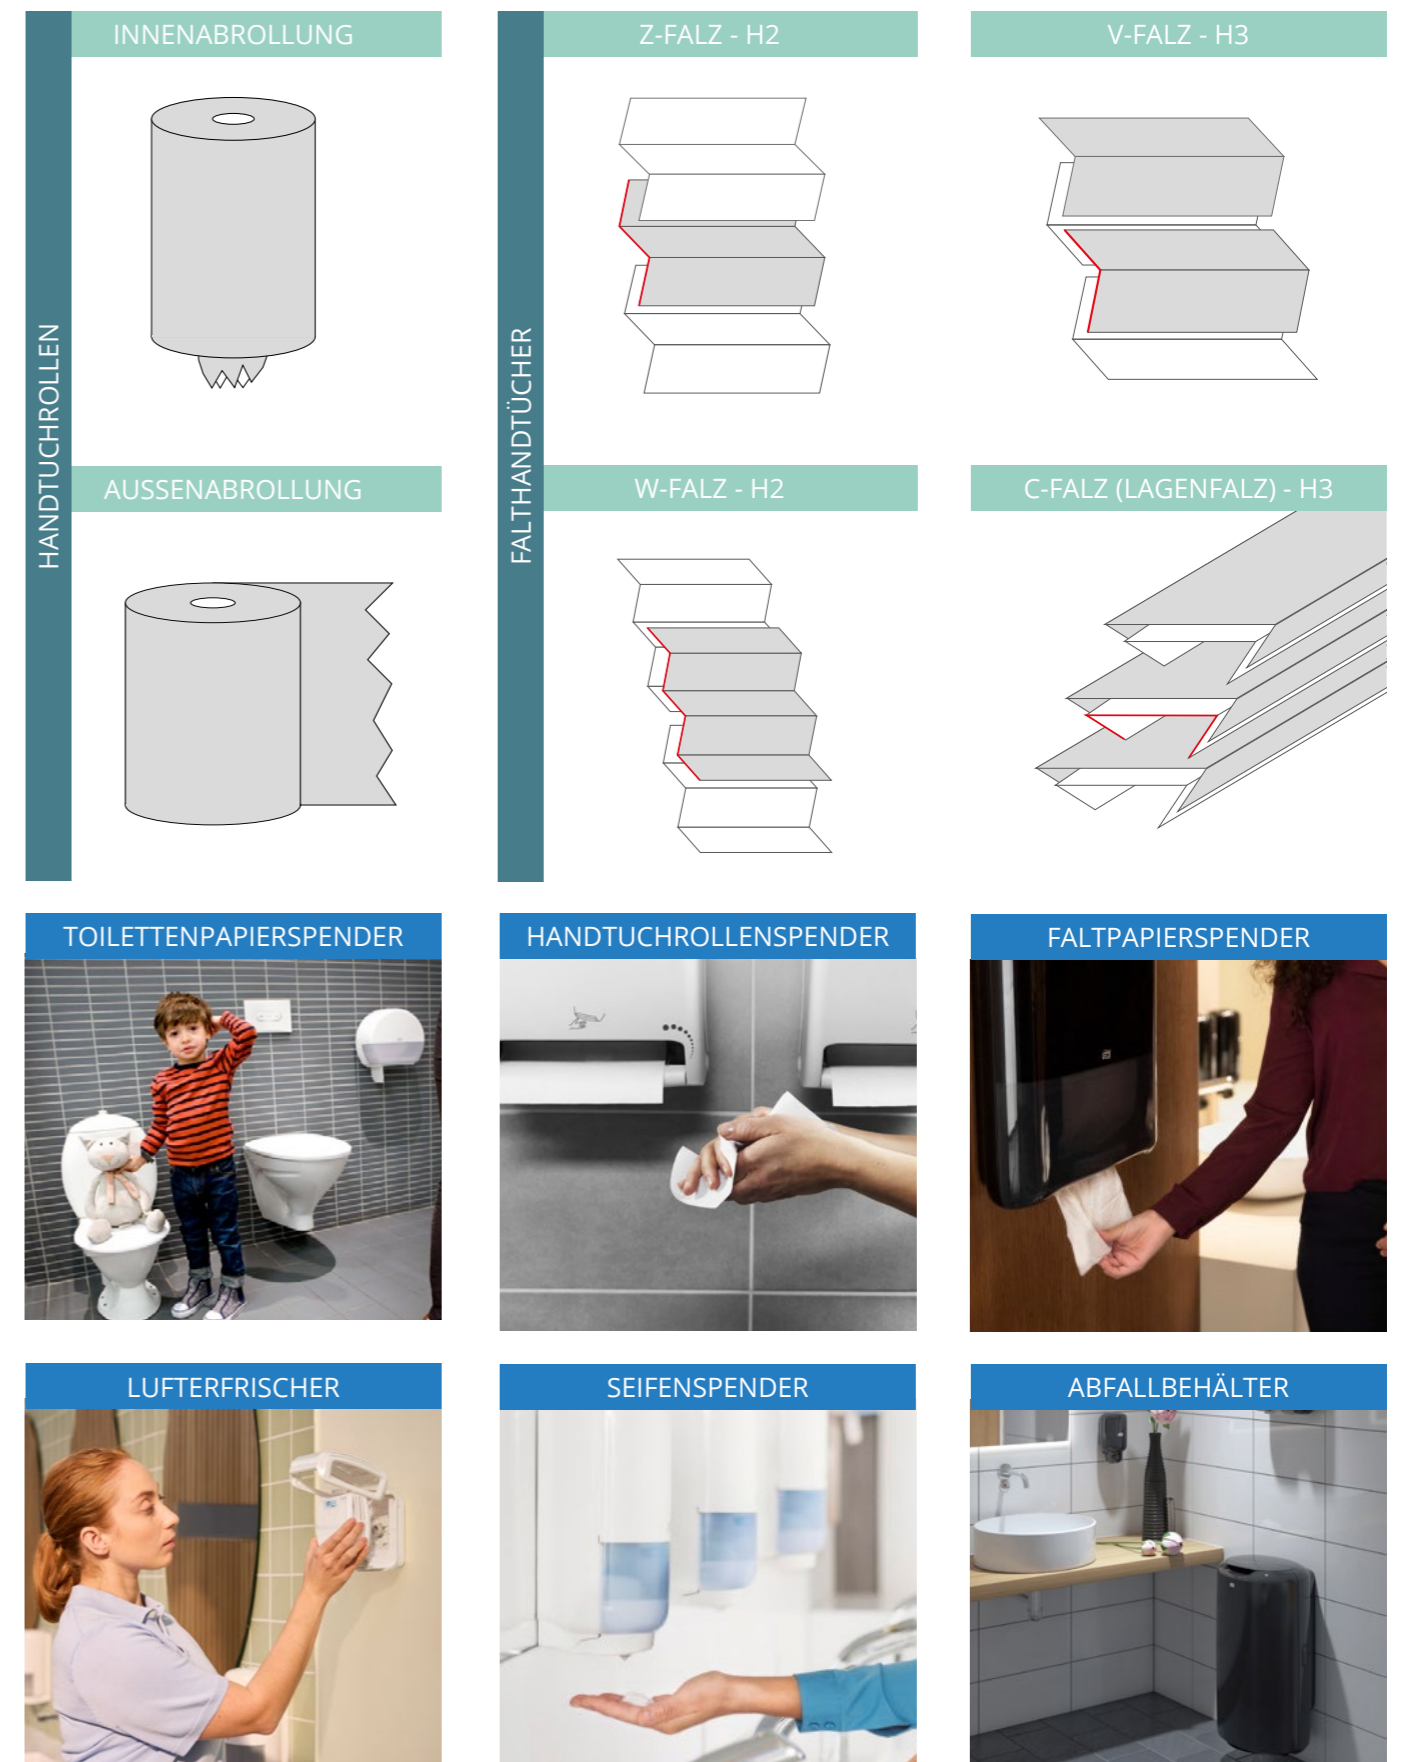 HANDTUCHROLLEN
INNENABROLLUNG
AUSSENABROLLUNG
FALTHANDTÜCHER
Z-FALZ - H2
V-FALZ - H3
W-FALZ - H2
C-FALZ (LAGENFALZ) - H3
TOILETTENPAPIERSPENDER
HANDTUCHROLLENSPENDER
FALTPAPIERSPENDER
LUFTERFRISCHER
SEIFENSPENDER
ABFALLBEHÄLTER